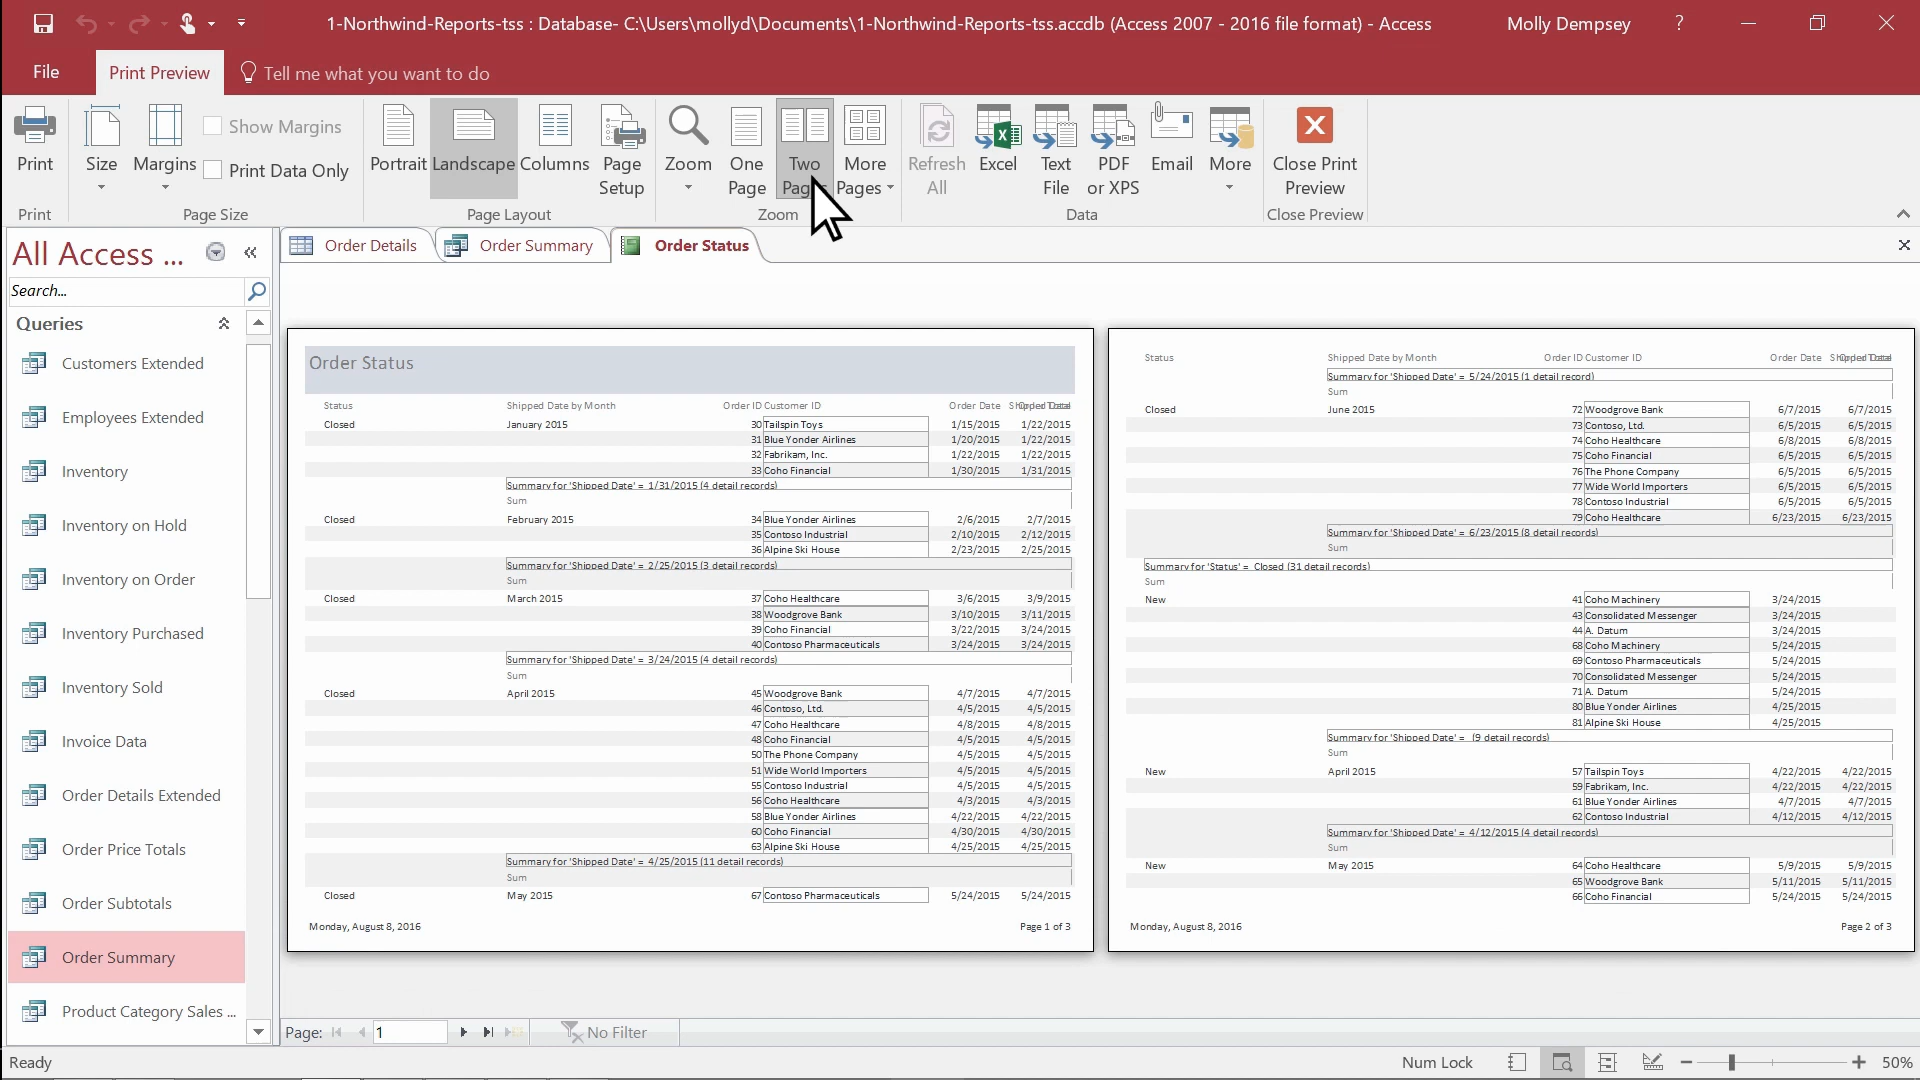 1-Northwind-Reports-tss : Database- C:\Users\mollyd\Documents\1-Northwind-Reports-tss.accdb (Access 2007 - 2016 file format) - Access
Molly Dempsey
?
File
Print Preview
Tell me what you want to do
Print
Size
Margins
Show Margins
Print Data Only
Portrait
Landscape
Columns
Page Setup
Zoom
One Page
Two
More Pages
Refresh All
Excel
Text File
PDF or XPS
Email
More
Close Print Preview
Print
Page Size
Page Layout
Zoom
Data
Close Preview
All Access ...
Search...
Queries
Customers Extended
Employees Extended
Inventory
Inventory on Hold
Inventory on Order
Inventory Purchased
Inventory Sold
Invoice Data
Order Details Extended
Order Price Totals
Order Subtotals
Order Summary
Product Category Sales ...
Order Details
Order Summary
Order Status
Order Status
Status Shipped Date by Month Order ID Customer ID Order Date
Closed January 2015 30 Tailspin Toys 1/15/2015 1/22/2015
31 Blue Yonder Airlines 1/20/2015 1/22/2015
32 Fabrikam, Inc. 1/22/2015 1/22/2015
33 Coho Financial 1/30/2015 1/31/2015
Summary for 'Shipped Date' = 1/31/2015 (4 detail records)
Sum
Closed February 2015 34 Blue Yonder Airlines 2/6/2015 2/7/2015
35 Contoso Industrial 2/10/2015 2/12/2015
36 Alpine Ski House 2/23/2015 2/25/2015
Summary for 'Shipped Date' = 2/25/2015 (3 detail records)
Sum
Closed March 2015 37 Coho Healthcare 3/6/2015 3/9/2015
38 Woodgrove Bank 3/10/2015 3/11/2015
39 Coho Financial 3/22/2015 3/24/2015
40 Contoso Pharmaceuticals 3/24/2015 3/24/2015
Summary for 'Shipped Date' = 3/24/2015 (4 detail records)
Sum
Closed April 2015 45 Woodgrove Bank 4/7/2015 4/7/2015
46 Contoso, Ltd. 4/5/2015 4/5/2015
47 Coho Healthcare 4/8/2015 4/8/2015
48 Coho Financial 4/5/2015 4/5/2015
50 The Phone Company 4/5/2015 4/5/2015
51 Wide World Importers 4/5/2015 4/5/2015
55 Contoso Industrial 4/5/2015 4/5/2015
56 Coho Healthcare 4/3/2015 4/3/2015
58 Blue Yonder Airlines 4/22/2015 4/22/2015
60 Coho Financial 4/30/2015 4/30/2015
63 Alpine Ski House 4/25/2015 4/25/2015
Summary for 'Shipped Date' = 4/25/2015 (11 detail records)
Sum
Closed May 2015 67 Contoso Pharmaceuticals 5/24/2015 5/24/2015
Monday, August 8, 2016 Page 1 of 3
Status Shipped Date by Month Order ID Customer ID Order Date
Summary for 'Shipped Date' = 5/24/2015 (1 detail record)
Sum
Closed June 2015 72 Woodgrove Bank 6/7/2015 6/7/2015
73 Contoso, Ltd. 6/5/2015 6/5/2015
74 Coho Healthcare 6/8/2015 6/8/2015
75 Coho Financial 6/5/2015 6/5/2015
76 The Phone Company 6/5/2015 6/5/2015
77 Wide World Importers 6/5/2015 6/5/2015
78 Contoso Industrial 6/5/2015 6/5/2015
79 Coho Healthcare 6/23/2015 6/23/2015
Summary for 'Shipped Date' = 6/23/2015 (8 detail records)
Sum
Summary for 'Status' = Closed (31 detail records)
Sum
New 41 Coho Machinery 3/24/2015
43 Consolidated Messenger 3/24/2015
44 A. Datum 3/24/2015
68 Coho Machinery 5/24/2015
69 Contoso Pharmaceuticals 5/24/2015
70 Consolidated Messenger 5/24/2015
71 A. Datum 5/24/2015
80 Blue Yonder Airlines 4/25/2015
81 Alpine Ski House 4/25/2015
Summary for 'Shipped Date' = (9 detail records)
Sum
New April 2015 57 Tailspin Toys 4/22/2015 4/22/2015
59 Fabrikam, Inc. 4/22/2015 4/22/2015
61 Blue Yonder Airlines 4/7/2015 4/7/2015
62 Contoso Industrial 4/12/2015 4/12/2015
Summary for 'Shipped Date' = 4/12/2015 (4 detail records)
Sum
New May 2015 64 Coho Healthcare 5/9/2015 5/9/2015
65 Woodgrove Bank 5/11/2015 5/11/2015
66 Coho Financial 5/24/2015 5/24/2015
Monday, August 8, 2016 Page 2 of 3
Page: 1
No Filter
Ready
Num Lock
50%